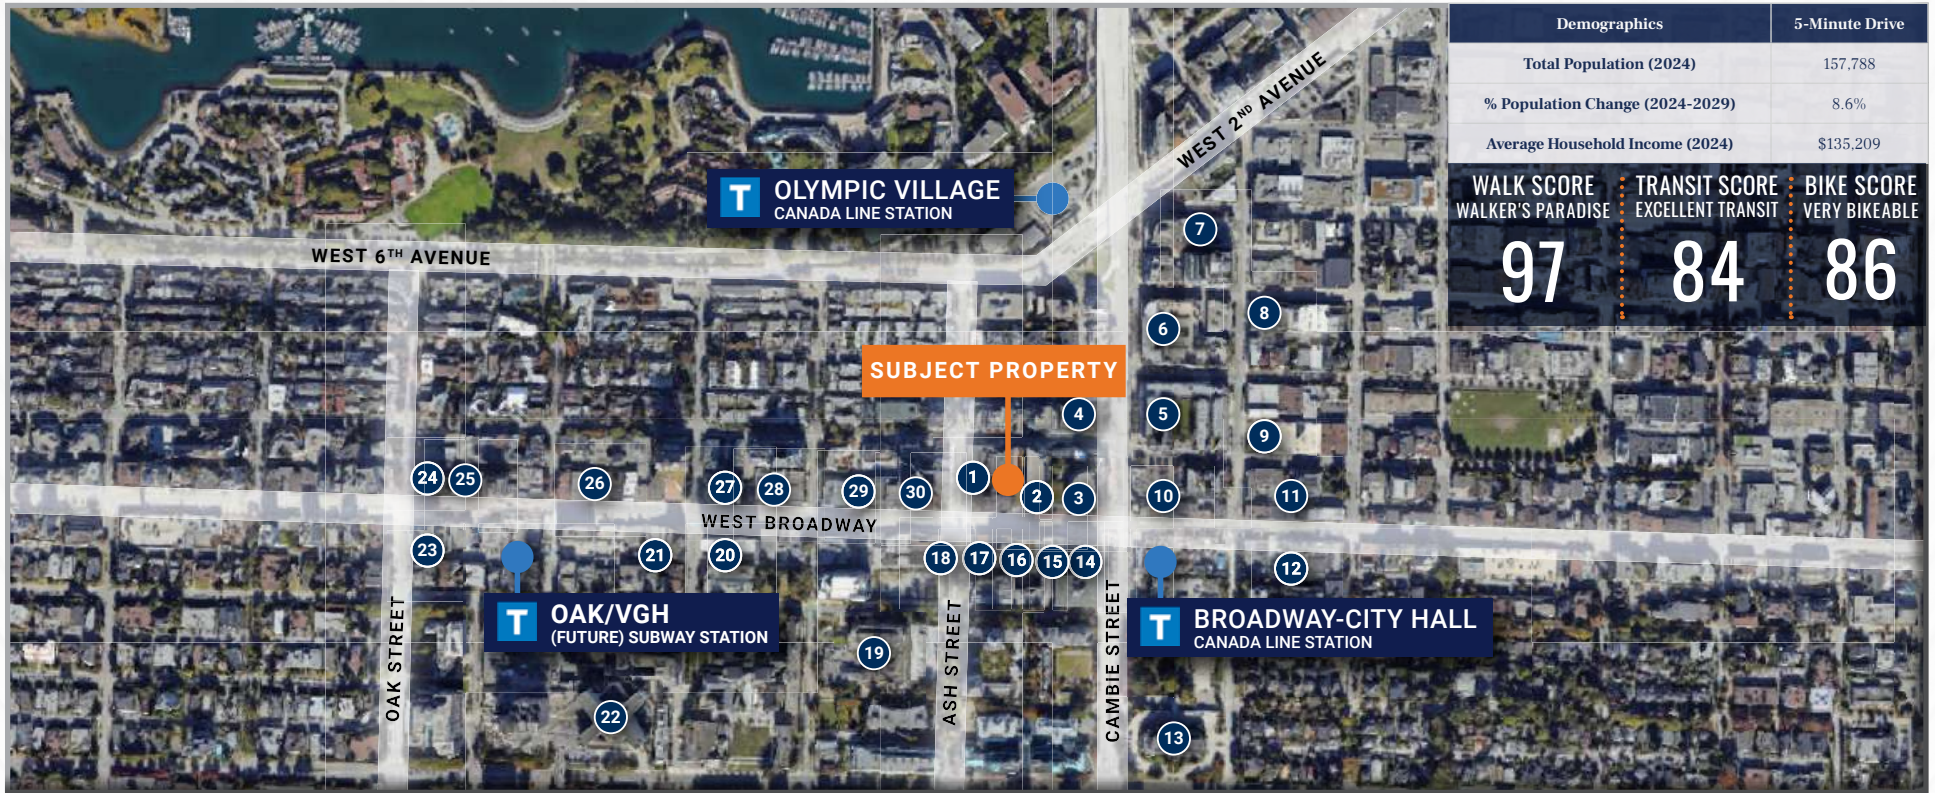 Demographics 5-Minute Drive
Total Population (2024) 157,788
% Population Change (2024-2029) 8.6%
Average Household Income (2024) $135,209
WALK SCORE
WALKER'S PARADISE
97
TRANSIT SCORE
EXCELLENT TRANSIT
84
BIKE SCORE
VERY BIKEABLE
86
WEST 2ND AVENUE
T OLYMPIC VILLAGE
CANADA LINE STATION
7
WEST 6TH AVENUE
8
6
SUBJECT PROPERTY
4
5
9
24 25 26 27 28 29 30 1 2 3 10 11
WEST BROADWAY
23 21 20 18 17 16 15 14 12
T OAK/VGH
(FUTURE) SUBWAY STATION
T BROADWAY-CITY HALL
CANADA LINE STATION
OAK STREET
ASH STREET
CAMBIE STREET
19
22
13